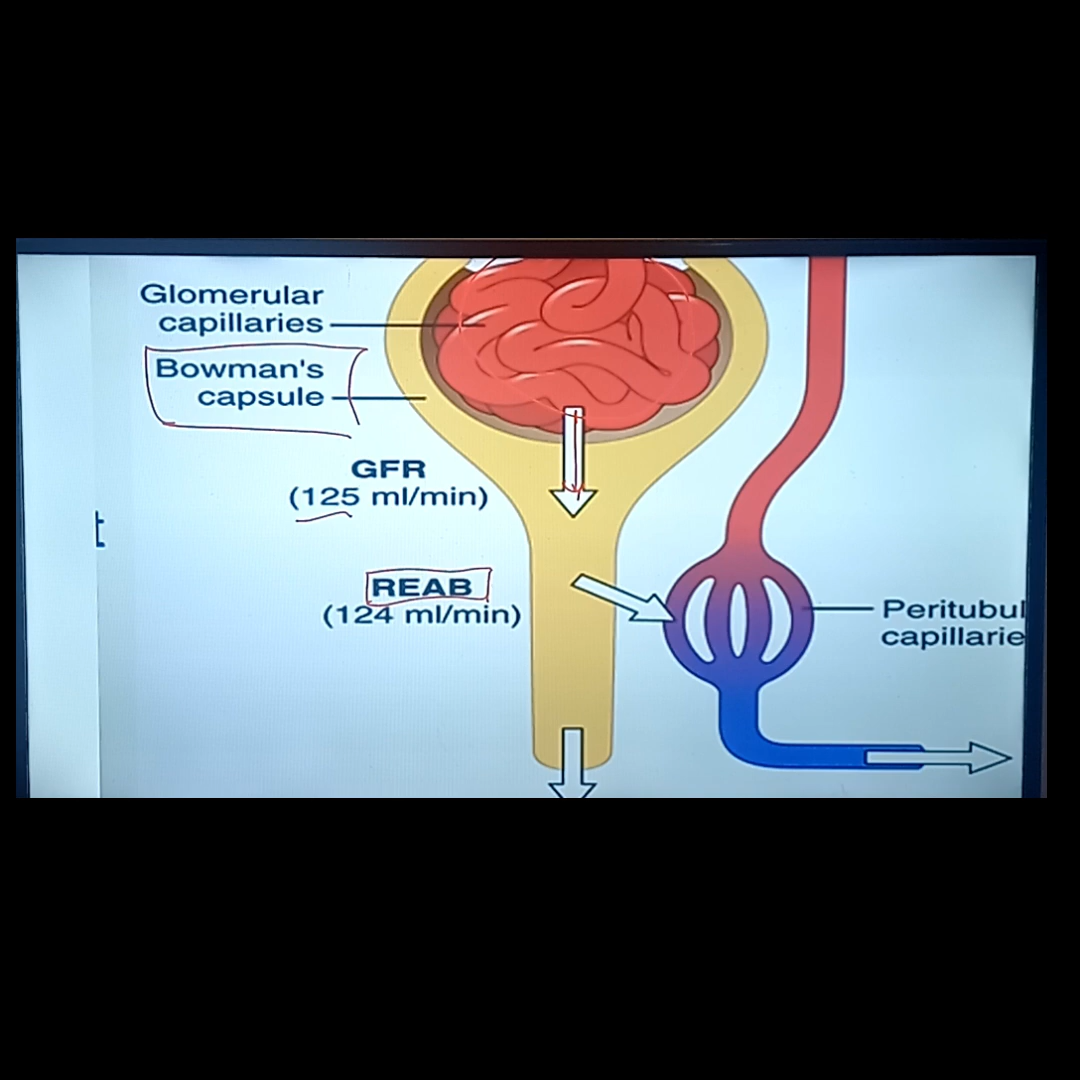 Glomerular
capillaries
Bowman's
capsule
GFR
(125 ml/min)
t
REAB
(124 ml/min)
Peritubul
capillarie